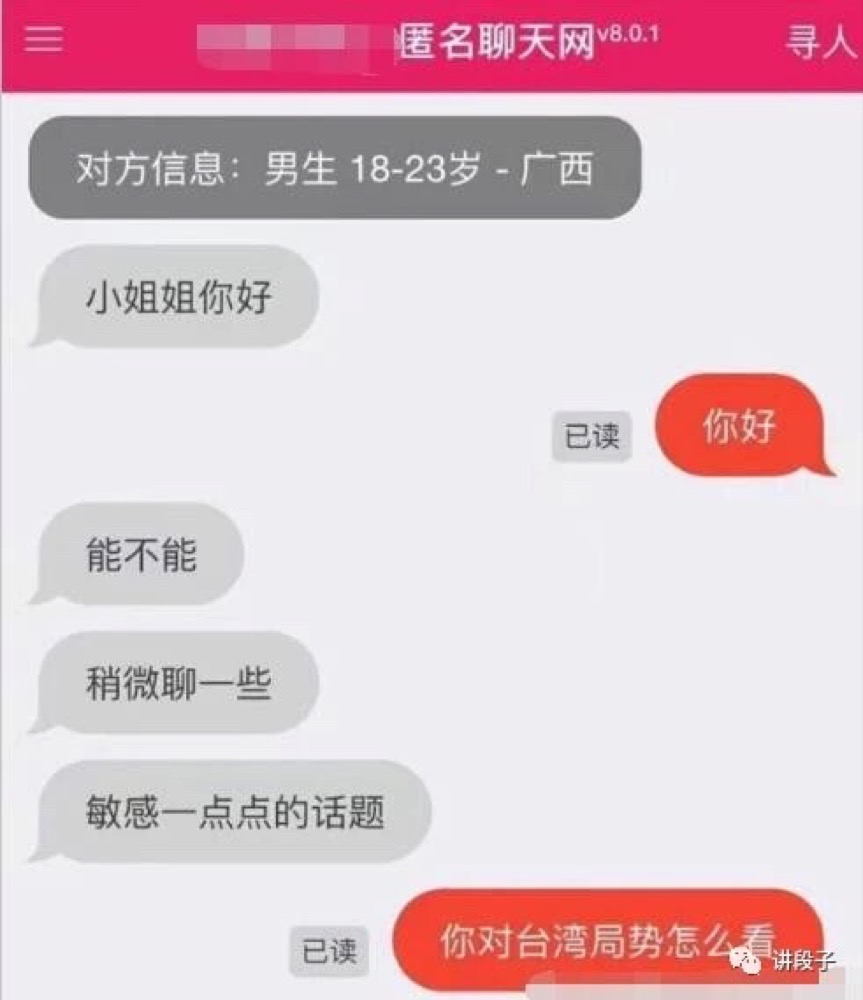 匿名聊天网v8.0.1
寻人
对方信息：男生 18-23岁 - 广西
小姐姐你好
已读
你好
能不能
稍微聊一些
敏感一点点的话题
已读
你对台湾局势怎么看
讲段子